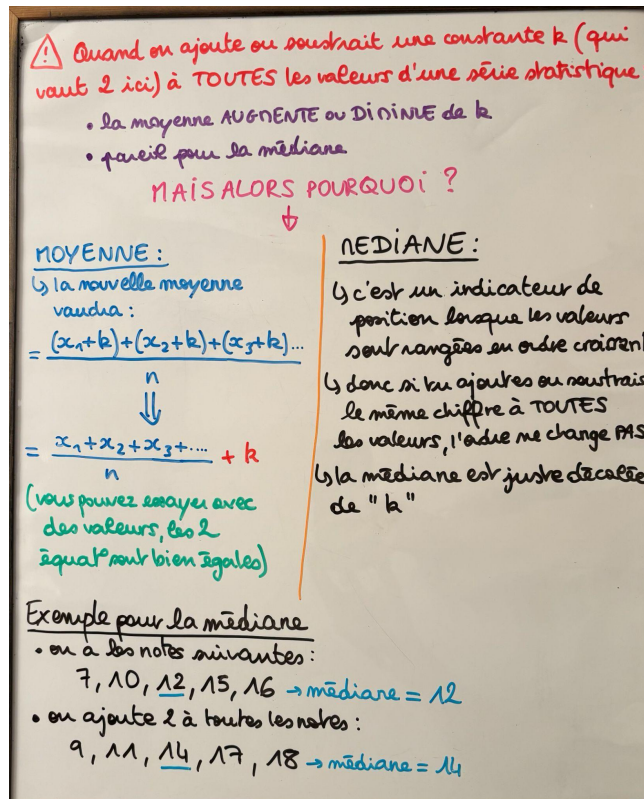 ⚠ Quand on ajoute ou soustrait une constante k (qui
vaut 2 ici) à TOUTES les valeurs d'une série statistique
• la moyenne AUGMENTE ou DiMiNUE de k
• pareil pour la médiane
MAiS ALORS POURQUOi ?
↓
MOYENNE :
↳ la nouvelle moyenne
vaudra :
= (x₁+k)+(x₂+k)+(x₃+k)...
n
⇓
= x₁+x₂+x₃+.... + k
n
(vous pouvez essayer avec
des valeurs, les 2
équat° sont bien égales)
MEDiANE :
↳ c'est un indicateur de
position lorsque les valeurs
sont rangées en ordre croissant
↳ donc si tu ajoutes ou soustrais
le même chiffre à TOUTES
les valeurs, l'ordre ne change PAS
↳ la médiane est juste décalée
de "k"
Exemple pour la médiane
• on a les notes suivantes :
7, 10, 12, 15, 16 → médiane = 12
• on ajoute 2 à toutes les notes :
9, 11, 14, 17, 18 → médiane = 14